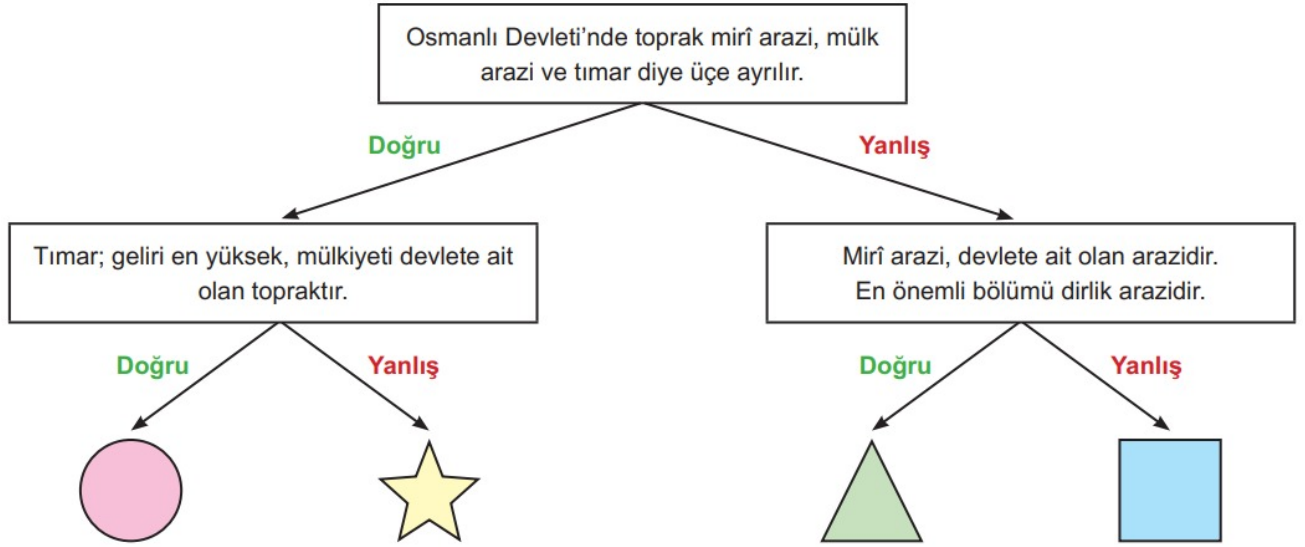 Osmanlı Devleti’nde toprak mirî arazi, mülk
arazi ve tımar diye üçe ayrılır.
Doğru
Yanlış
Tımar; geliri en yüksek, mülkiyeti devlete ait
olan topraktır.
Mirî arazi, devlete ait olan arazidir.
En önemli bölümü dirlik arazidir.
Doğru
Yanlış
Doğru
Yanlış